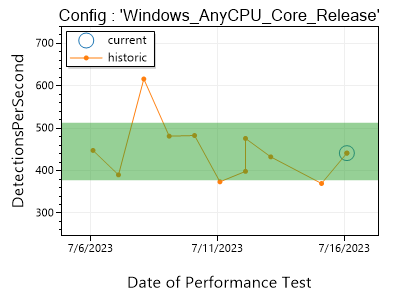 Config : 'Windows_AnyCPU_Core_Release'
current
historic
DetectionsPerSecond
700
600
500
400
300
7/6/2023
7/11/2023
7/16/2023
Date of Performance Test